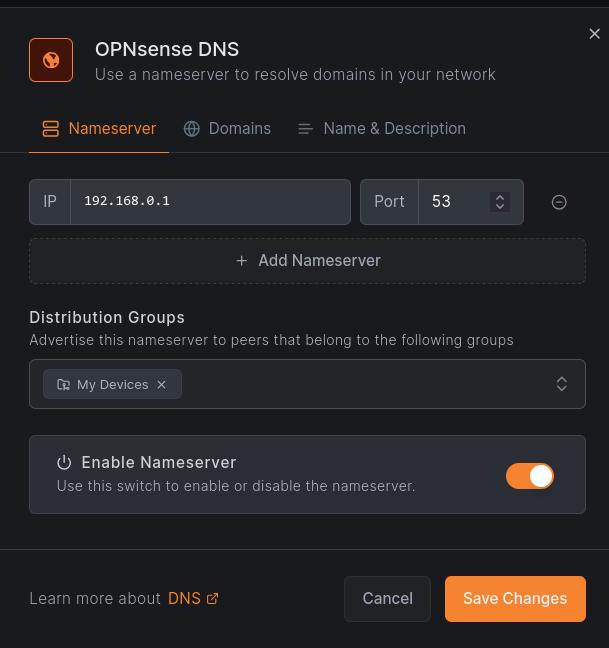 OPNsense DNS
Use a nameserver to resolve domains in your network
Nameserver Domains Name & Description
IP 192.168.0.1 Port 53
+ Add Nameserver
Distribution Groups
Advertise this nameserver to peers that belong to the following groups
My Devices
Enable Nameserver
Use this switch to enable or disable the nameserver.
Learn more about DNS Cancel Save Changes